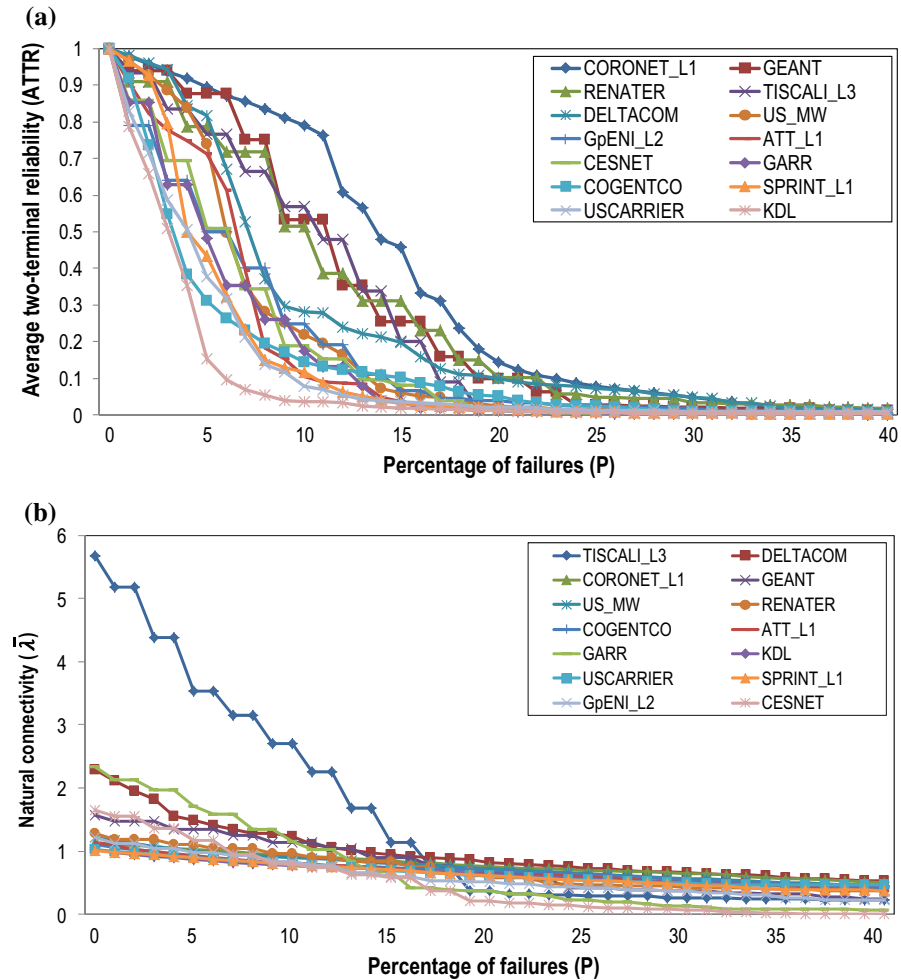 (a)
Average two-terminal reliability (ATTR)
1
0.9
0.8
0.7
0.6
0.5
0.4
0.3
0.2
0.1
0
CORONET_L1 GEANT
RENATER TISCALI_L3
DELTACOM US_MW
GpENI_L2 ATT_L1
CESNET GARR
COGENTCO SPRINT_L1
USCARRIER KDL
0 5 10 15 20 25 30 35 40
Percentage of failures (P)
(b)
Natural connectivity (λ̅)
6
5
4
3
2
1
0
TISCALI_L3 DELTACOM
CORONET_L1 GEANT
US_MW RENATER
COGENTCO ATT_L1
GARR KDL
USCARRIER SPRINT_L1
GpENI_L2 CESNET
0 5 10 15 20 25 30 35 40
Percentage of failures (P)